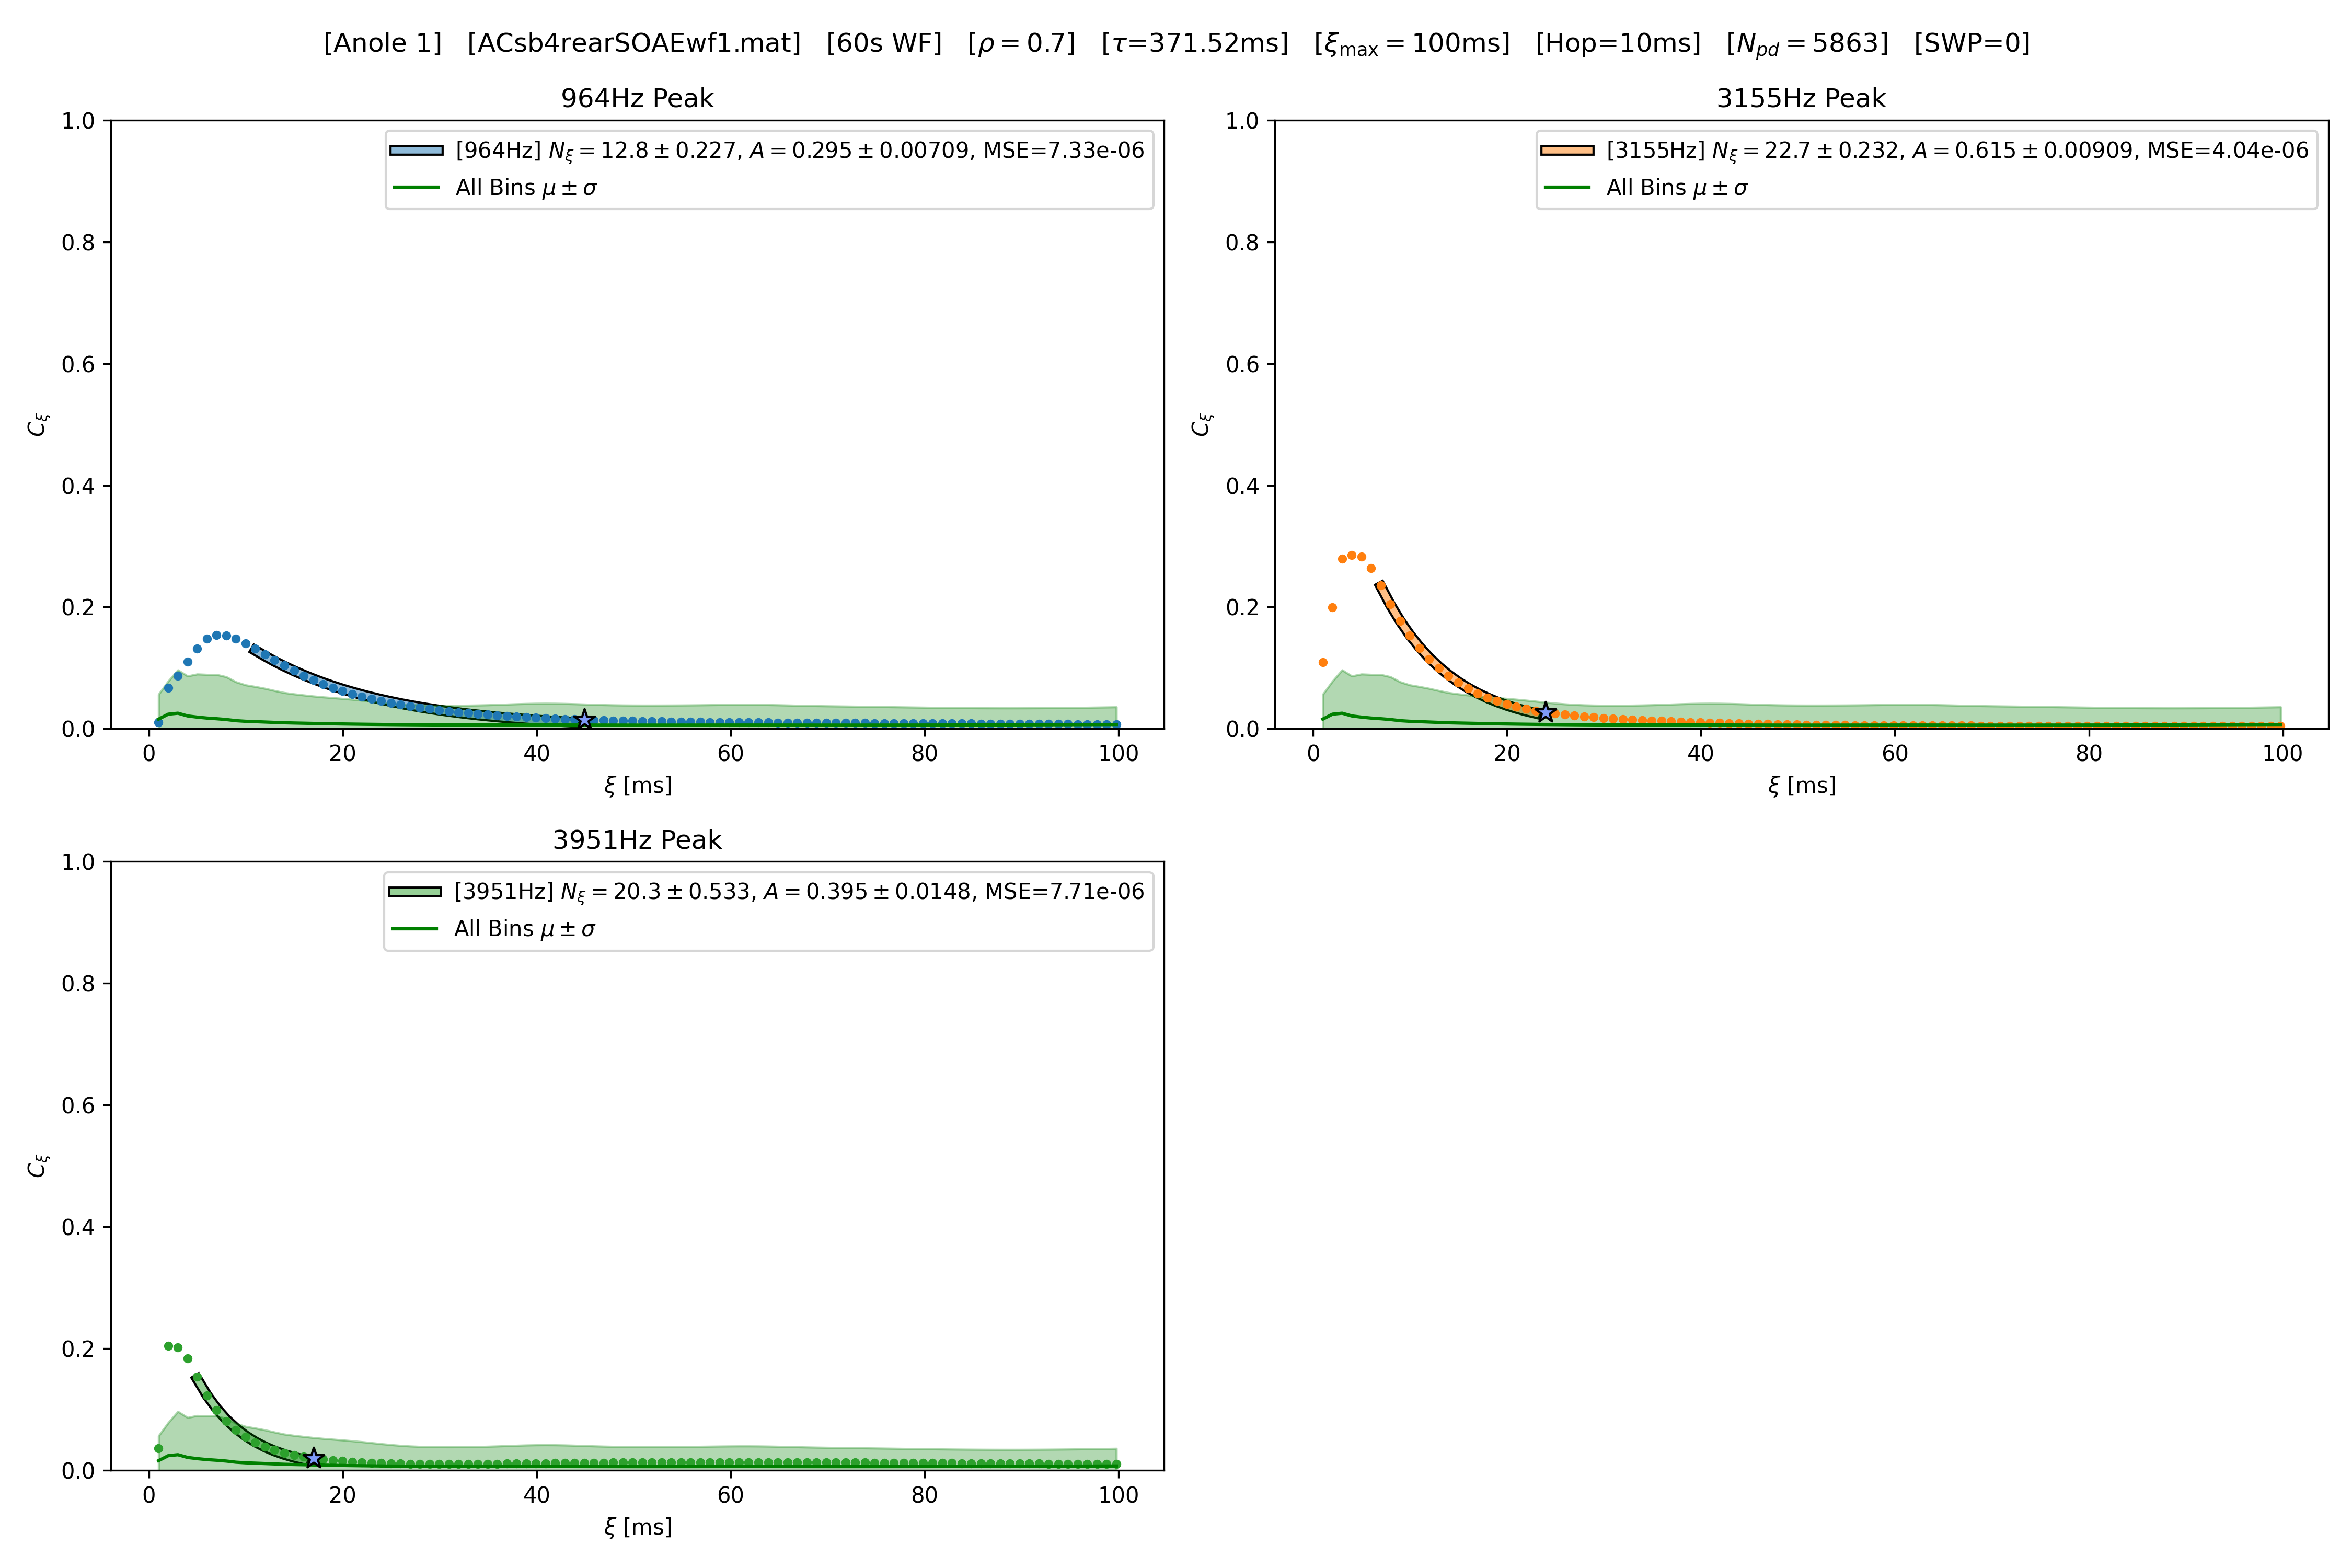 [Anole 1] [ACsb4rearSOAEwf1.mat] [60s WF] [ρ = 0.7] [τ=371.52ms] [ξmax = 100ms] [Hop=10ms] [Npd = 5863] [SWP=0]
964Hz Peak
1.0
0.8
0.6
0.4
0.2
0.0
Cξ
[964Hz] Nξ = 12.8 ± 0.227, A = 0.295 ± 0.00709, MSE=7.33e-06
All Bins μ ± σ
0 20 40 60 80 100
ξ [ms]
3155Hz Peak
1.0
0.8
0.6
0.4
0.2
0.0
Cξ
[3155Hz] Nξ = 22.7 ± 0.232, A = 0.615 ± 0.00909, MSE=4.04e-06
All Bins μ ± σ
0 20 40 60 80 100
ξ [ms]
3951Hz Peak
1.0
0.8
0.6
0.4
0.2
0.0
Cξ
[3951Hz] Nξ = 20.3 ± 0.533, A = 0.395 ± 0.0148, MSE=7.71e-06
All Bins μ ± σ
0 20 40 60 80 100
ξ [ms]